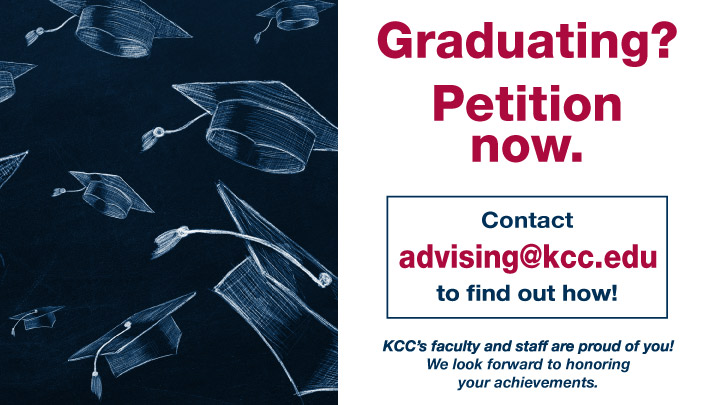 Graduating?
Petition
now.
Contact
advising@kcc.edu
to find out how!
KCC's faculty and staff are proud of you!
We look forward to honoring
your achievements.